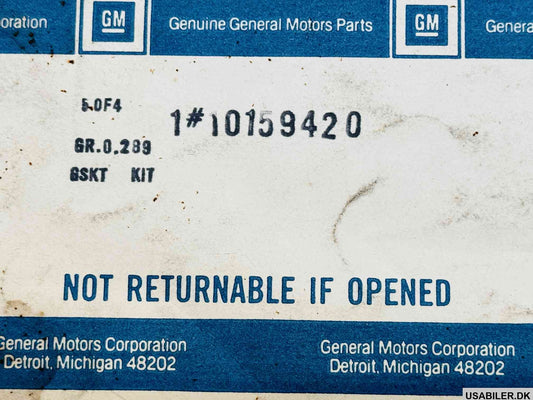 oration GM Genuine General Motors Parts GM Genera
5.0F4
1#10159420
GR.0.289
GSKT KIT
NOT RETURNABLE IF OPENED
General Motors Corporation General Motors Corporation
Detroit, Michigan 48202 Detroit, Michigan 48202
USABILER.DK